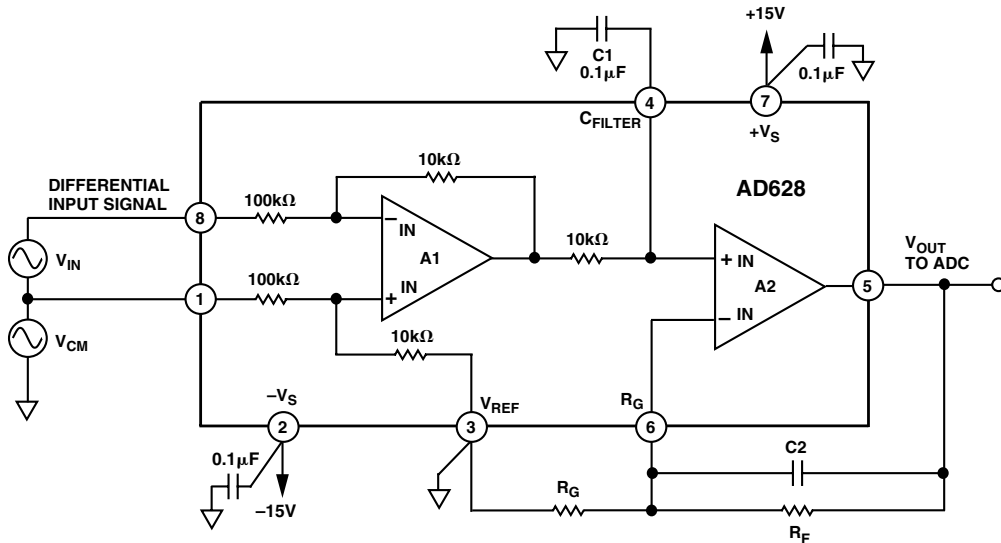 +15V
C1
0.1µF
0.1µF
4
7
C_FILTER
+V_S
10kΩ
AD628
DIFFERENTIAL
INPUT SIGNAL
100kΩ
8
–IN
10kΩ
V_OUT
TO ADC
V_IN
A1
+IN
A2
5
100kΩ
+IN
1
–IN
V_CM
10kΩ
–V_S
V_REF
R_G
2
3
6
0.1µF
C2
–15V
R_G
R_F